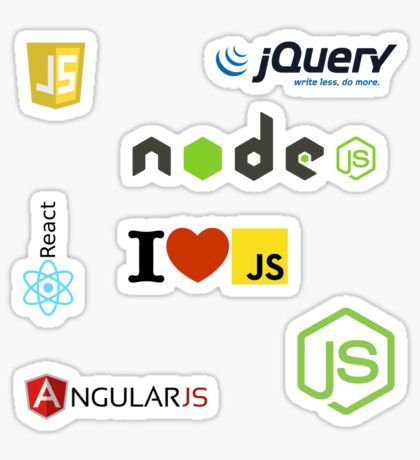 JS
jQuery
write less, do more.
node
JS
React
I ❤ JS
JS
ANGULARJS